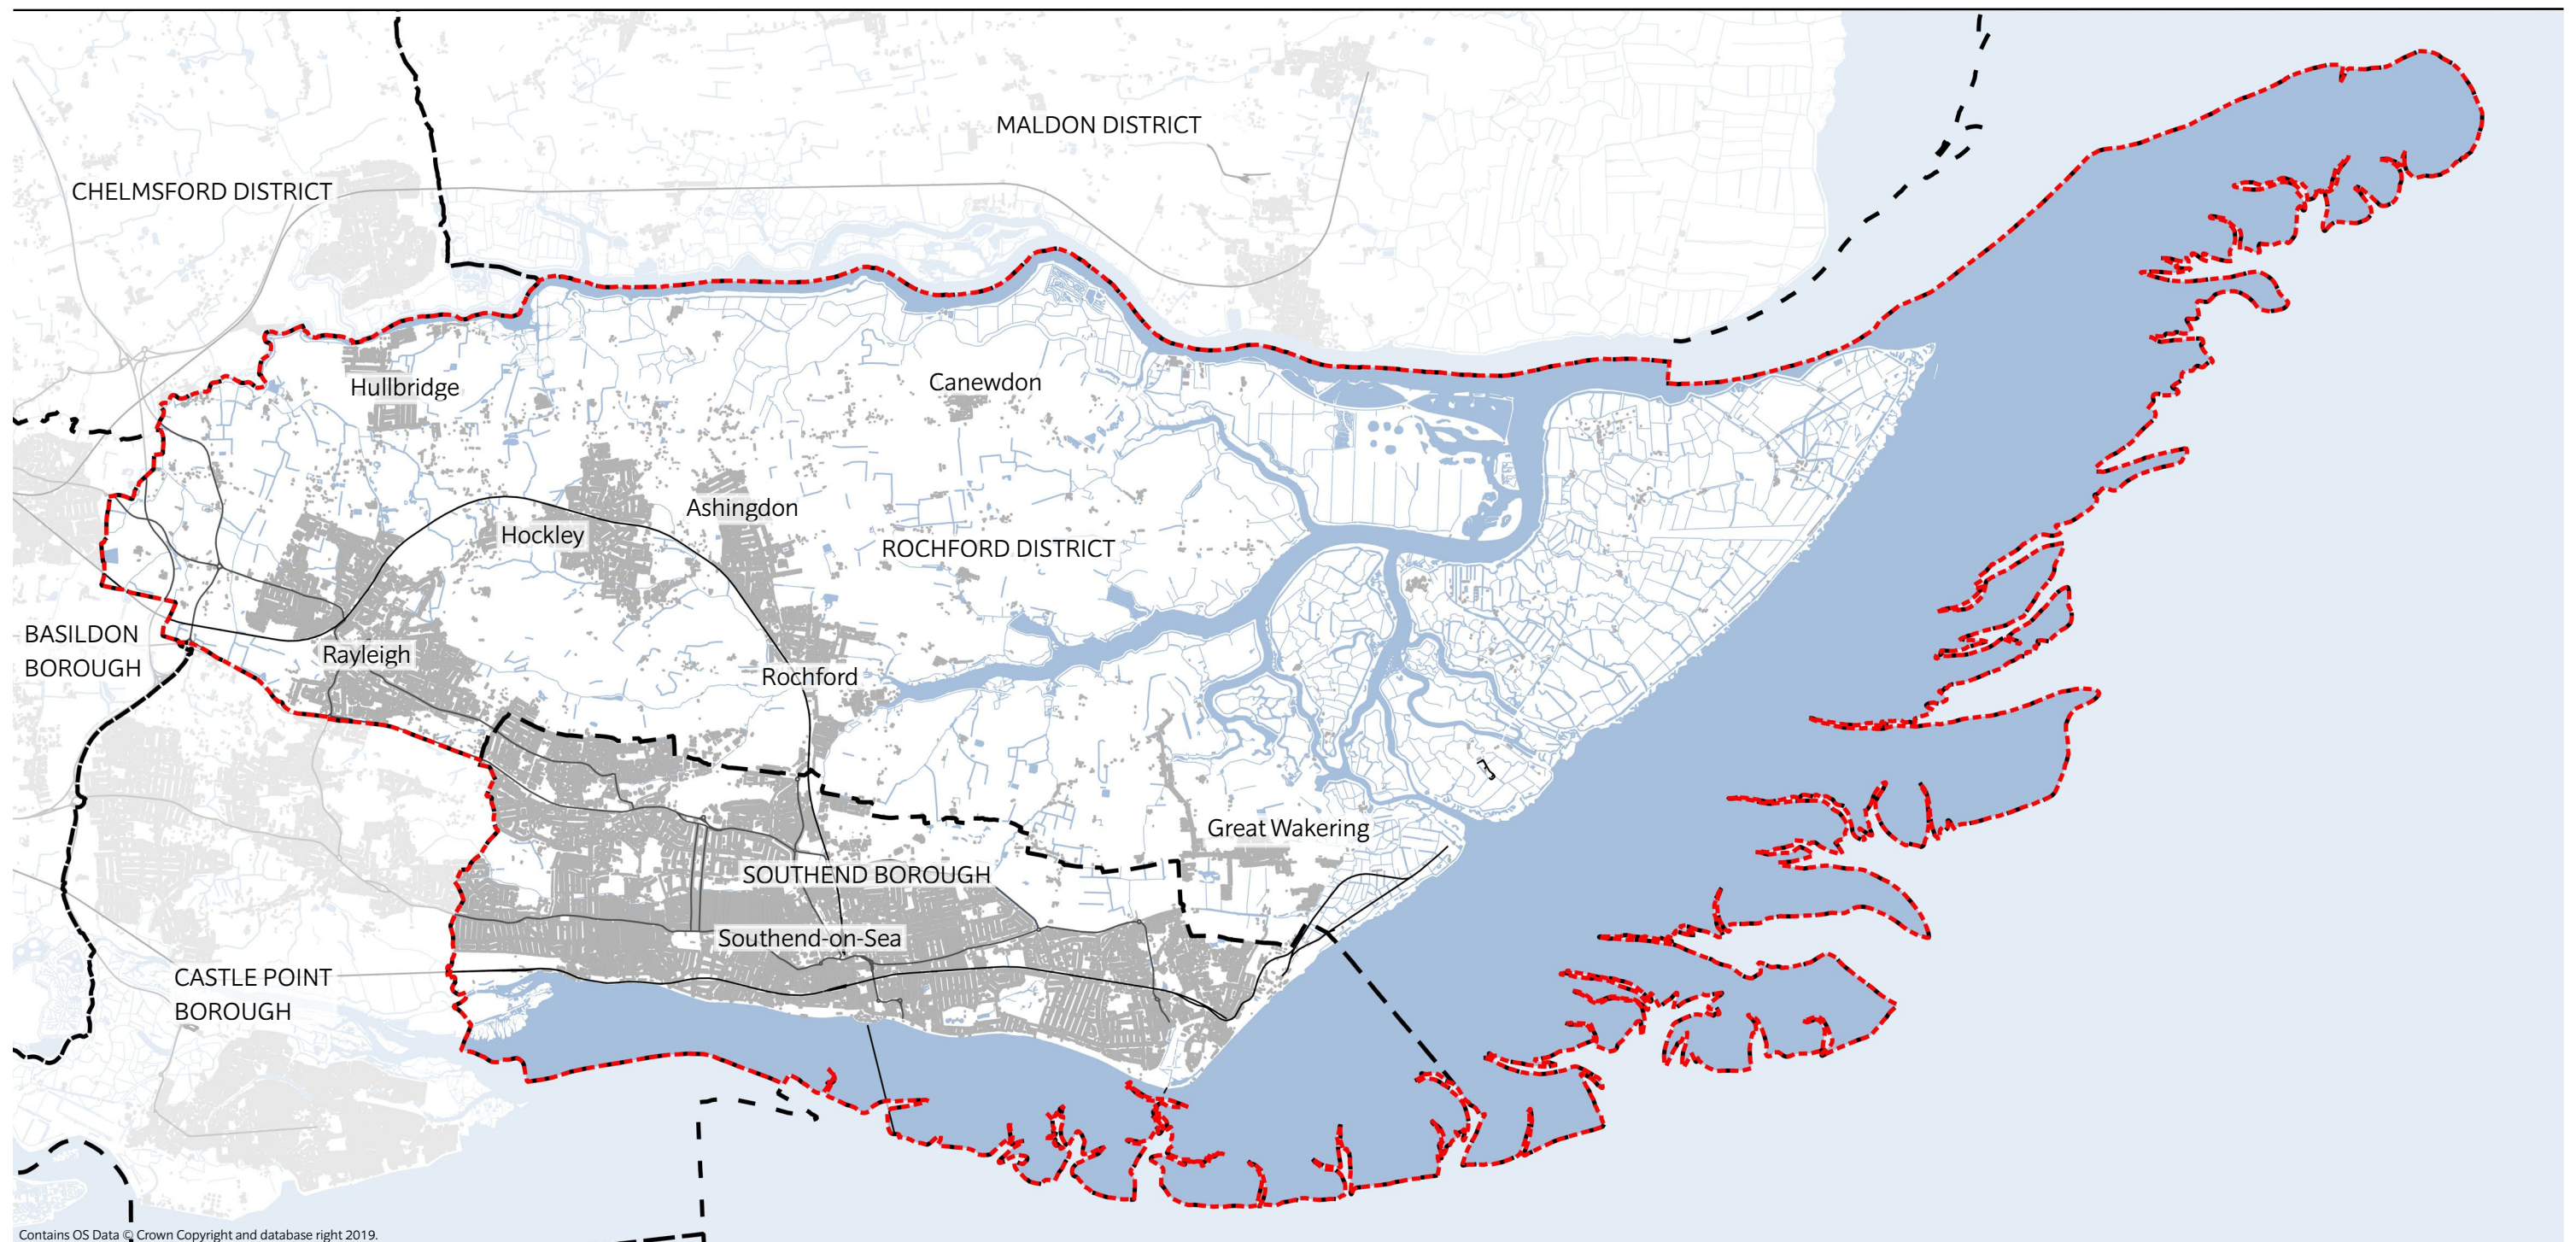 MALDON DISTRICT
CHELMSFORD DISTRICT
Hullbridge
Canewdon
Ashingdon
Hockley
ROCHFORD DISTRICT
BASILDON
BOROUGH
Rayleigh
Rochford
Great Wakering
SOUTHEND BOROUGH
Southend-on-Sea
CASTLE POINT
BOROUGH
Contains OS Data © Crown Copyright and database right 2019.